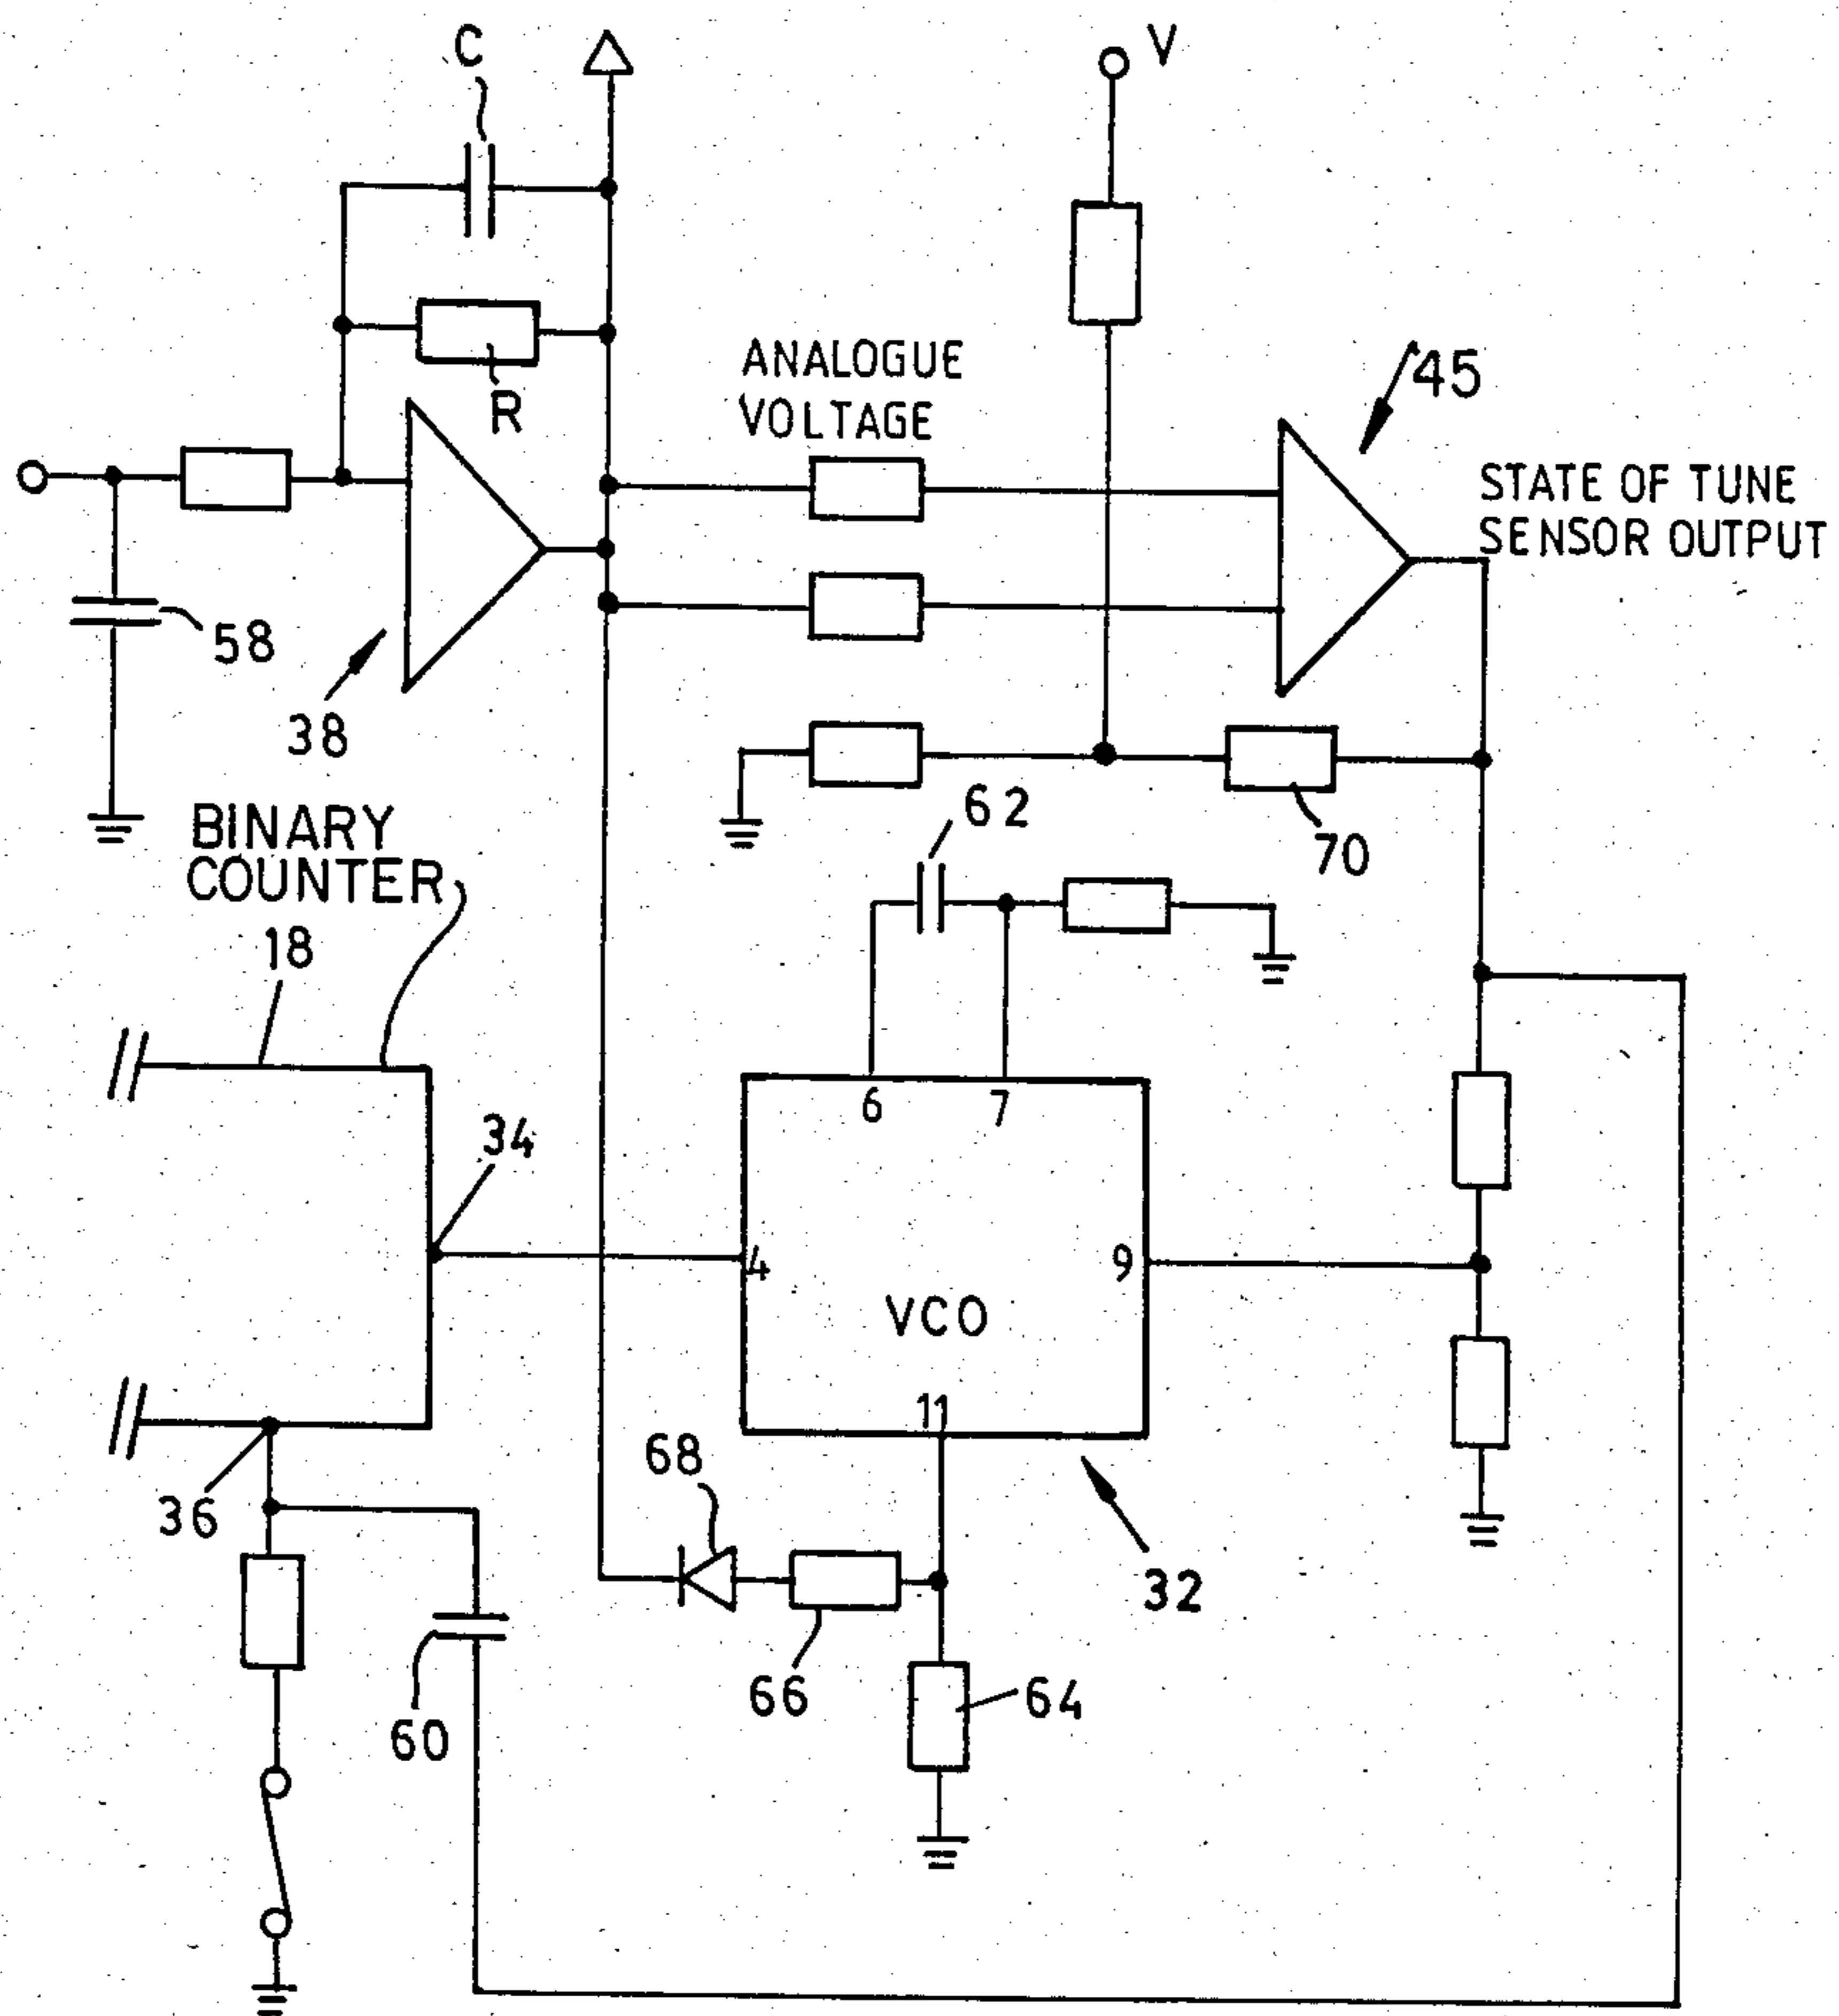 C
V
R
ANALOGUE
VOLTAGE
45
STATE OF TUNE
SENSOR OUTPUT
58
38
62
70
BINARY
COUNTER
18
6
7
34
4
9
VCO
11
68
36
32
66
64
60